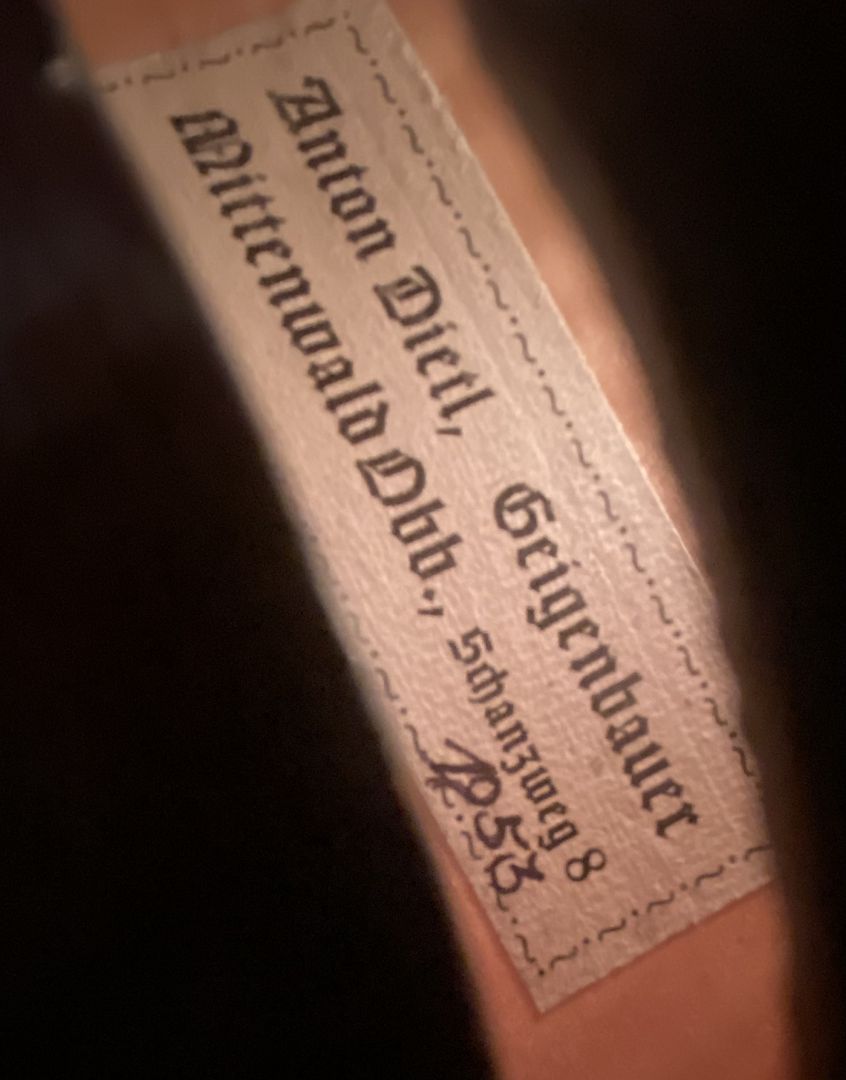 Anton Dietl, Geigenbauer
Mittenwald Obb., Schanzweg 8
1953